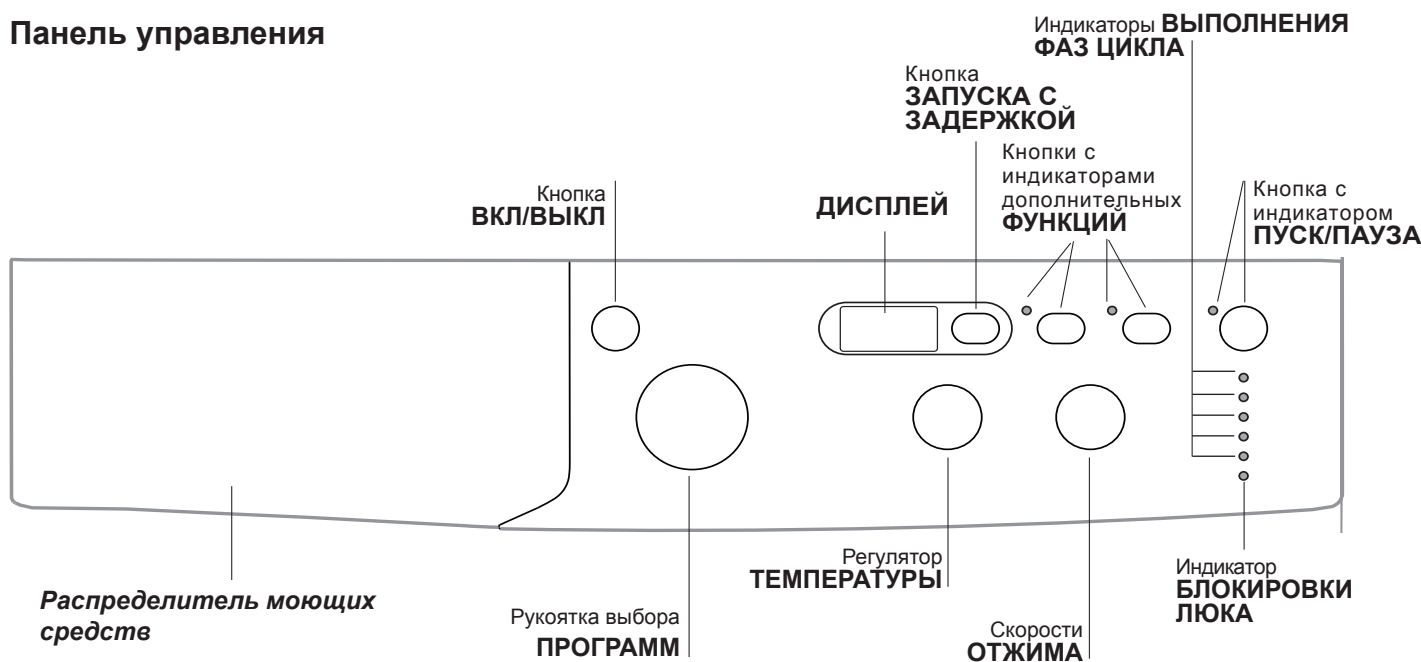 Панель управления
Индикаторы ВЫПОЛНЕНИЯ
ФАЗ ЦИКЛА
Кнопка
ЗАПУСКА С
ЗАДЕРЖКОЙ
Кнопки с
индикаторами
дополнительных
ФУНКЦИЙ
Кнопка
ВКЛ/ВЫКЛ
ДИСПЛЕЙ
Кнопка с
индикатором
ПУСК/ПАУЗА
Распределитель моющих
средств
Рукоятка выбора
ПРОГРАММ
Регулятор
ТЕМПЕРАТУРЫ
Скорости
ОТЖИМА
Индикатор
БЛОКИРОВКИ
ЛЮКА